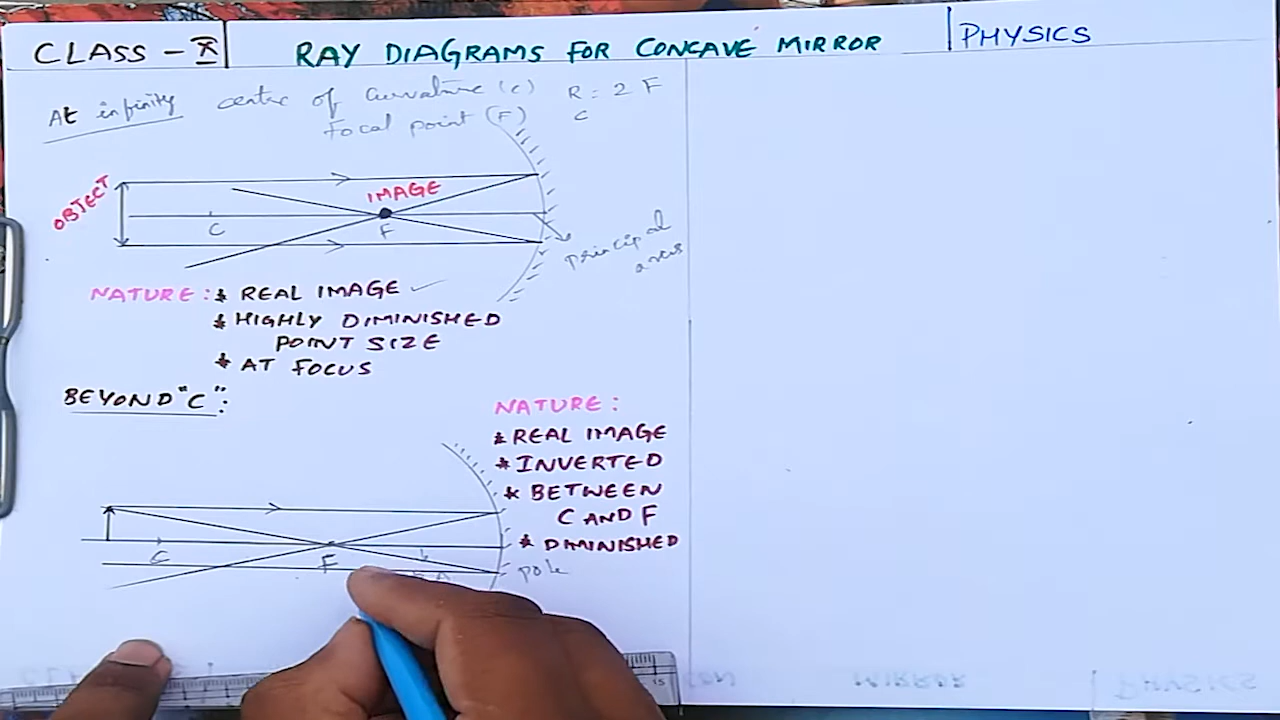 CLASS - X
RAY DIAGRAMS FOR CONCAVE MIRROR
PHYSICS
At infinity
centre of curvature (c) R = 2 F
Focal point (F) C
OBJECT
IMAGE
C
F
principal
NATURE : * REAL IMAGE
* HIGHLY DIMINISHED
POINT SIZE
* AT FOCUS
BEYOND "C" :
NATURE :
* REAL IMAGE
* INVERTED
* BETWEEN
C AND F
* DIMINISHED
C
F
pole
15